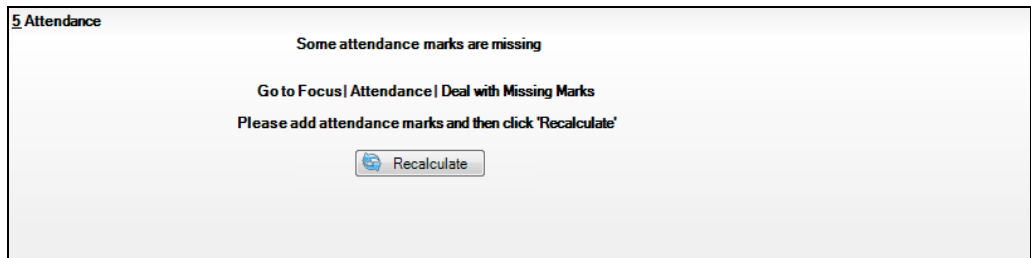 5 Attendance
Some attendance marks are missing
Go to Focus| Attendance| Deal with Missing Marks
Please add attendance marks and then click 'Recalculate'
Recalculate